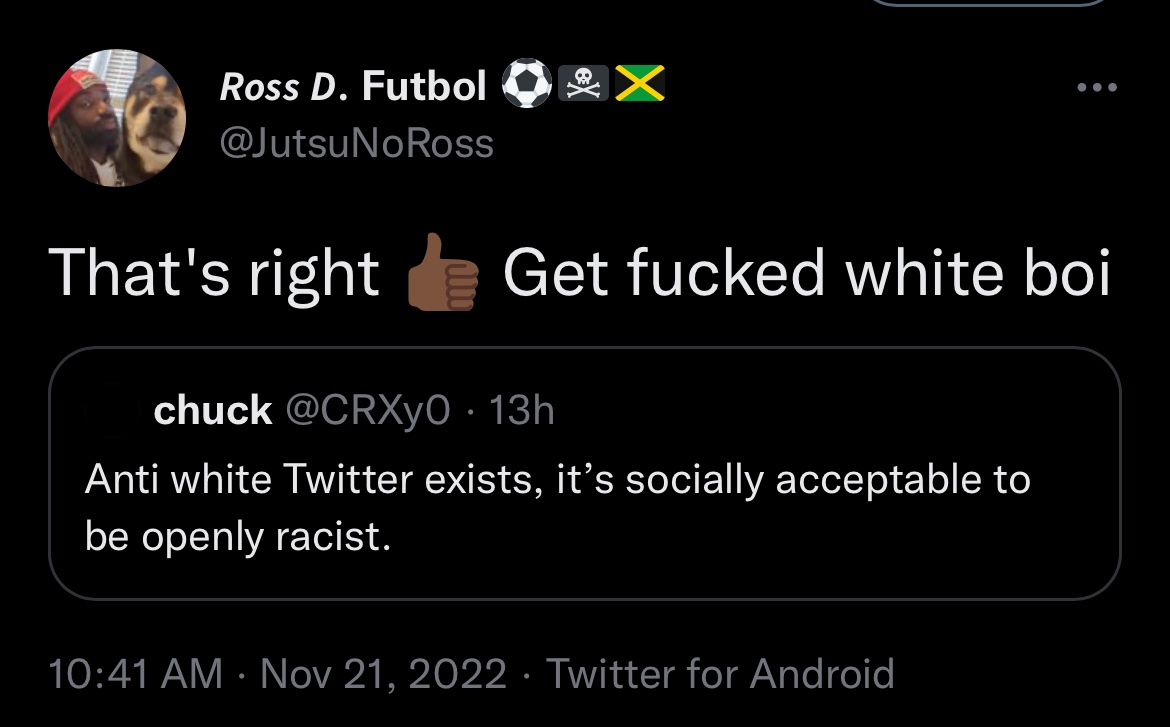 Ross D. Futbol ⚽🏴‍☠️🇯🇲
@JutsuNoRoss
That's right 👍🏾 Get fucked white boi
chuck @CRXy0 · 13h
Anti white Twitter exists, it’s socially acceptable to
be openly racist.
10:41 AM · Nov 21, 2022 · Twitter for Android